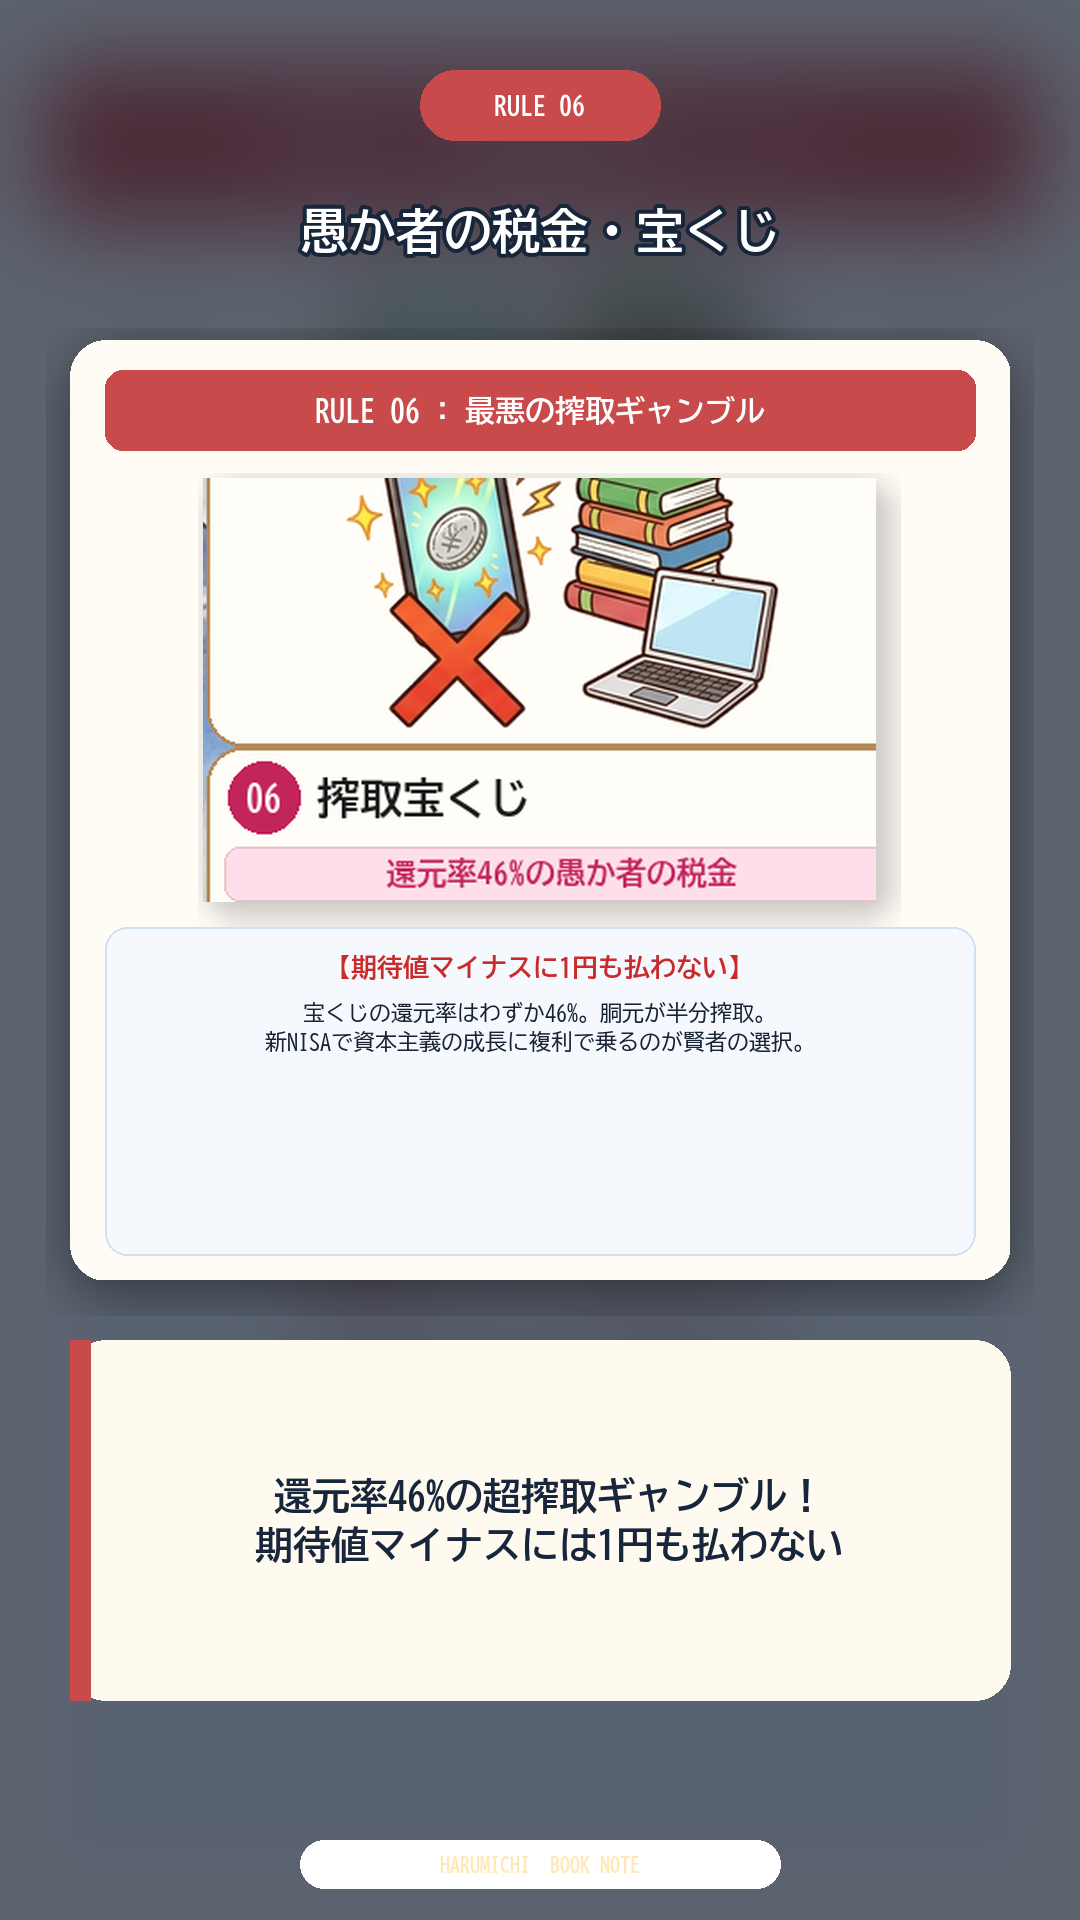 RULE 06
愚か者の税金・宝くじ
RULE 06 : 最悪の搾取ギャンブル
06 搾取宝くじ
還元率46%の愚か者の税金
【期待値マイナスに1円も払わない】
宝くじの還元率はわずか46%。胴元が半分搾取。
新NISAで資本主義の成長に複利で乗るのが賢者の選択。
還元率46%の超搾取ギャンブル！
期待値マイナスには1円も払わない
HARUMICHI BOOK NOTE